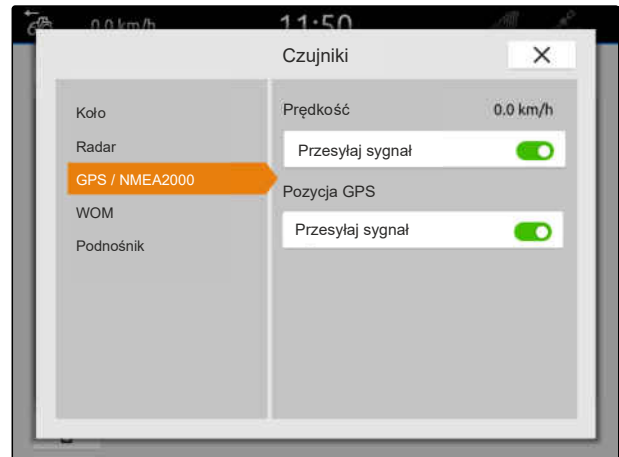 0.0 km/h
11:50
Czujniki
Koło
Radar
GPS / NMEA2000
WOM
Podnośnik
Prędkość 0.0 km/h
Przesyłaj sygnał
Pozycja GPS
Przesyłaj sygnał